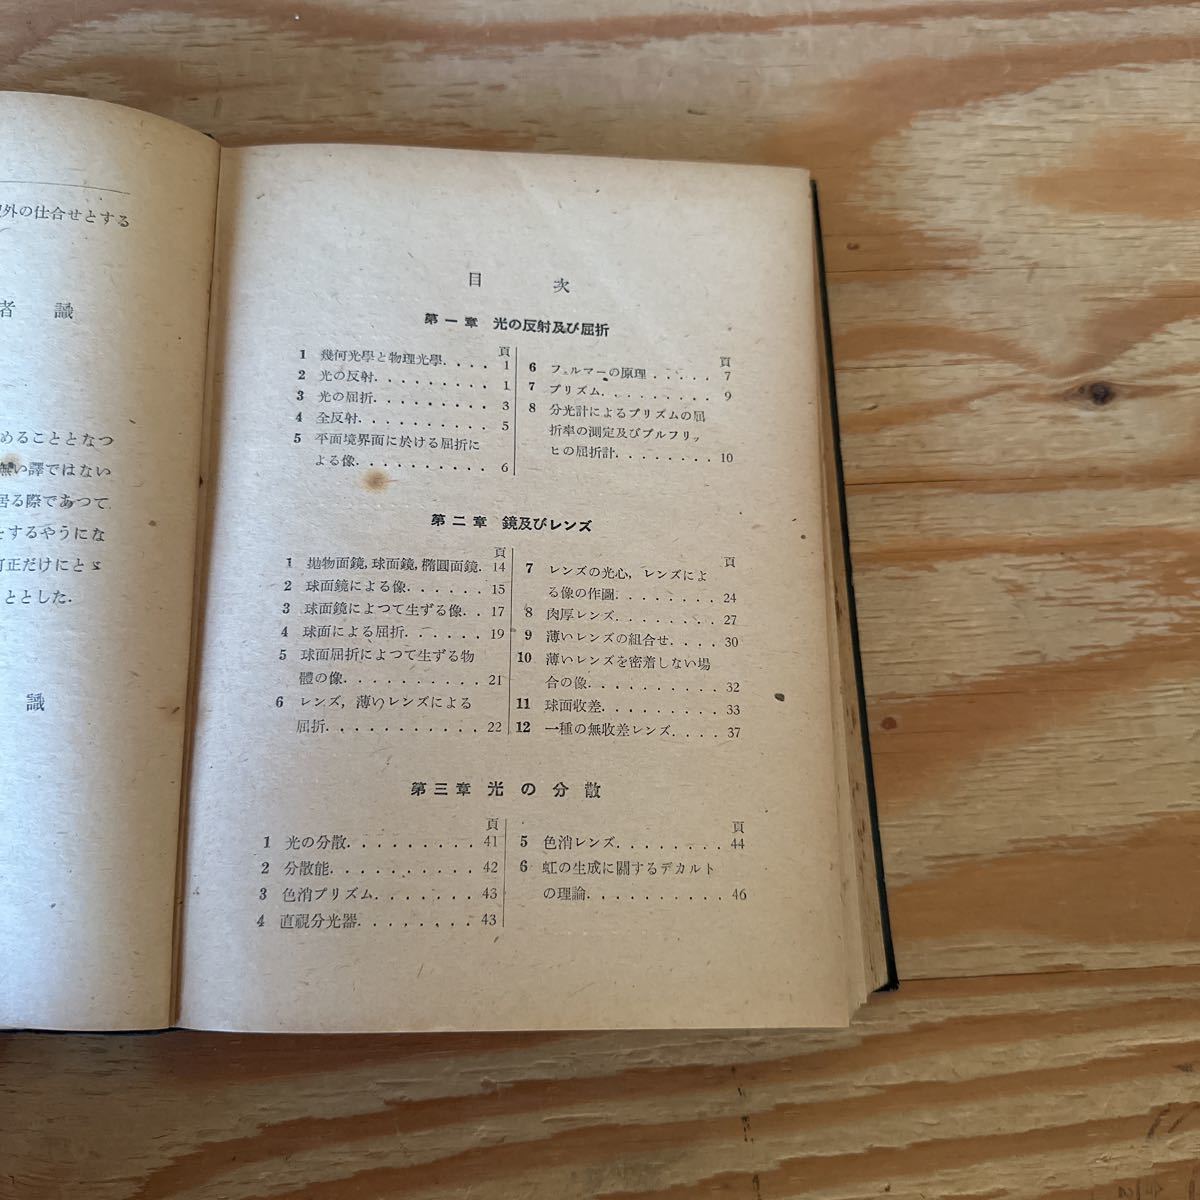 外の仕合せとする
者 識
めることとなつ
無い譯ではない
居る際であつて
をするやうにな
訂正だけにとゞ
こととした.
識
目 次
第一章 光の反射及び屈折
頁
1 幾何光學と物理光學. . . . 1
2 光の反射. . . . . . . . . 1
3 光の屈折. . . . . . . . . 3
4 全反射. . . . . . . . . . 5
5 平面境界面に於ける屈折に
よる像. . . . . . . . . . 6
頁
6 フェルマーの原理 . . . . . 7
7 プリズム. . . . . . . . . 9
8 分光計によるプリズムの屈
折率の測定及びプルフリッ
ヒの屈折計. . . . . . . . 10
第二章 鏡及びレンズ
頁
1 抛物面鏡, 球面鏡, 橢圓面鏡. 14
2 球面鏡による像. . . . . . 15
3 球面鏡によつて生ずる像. . 17
4 球面による屈折. . . . . . 19
5 球面屈折によつて生ずる物
體の像. . . . . . . . . . 21
6 レンズ, 薄いレンズによる
屈折. . . . . . . . . . . 22
頁
7 レンズの光心, レンズによ
る像の作圖. . . . . . . . 24
8 肉厚レンズ. . . . . . . . 27
9 薄いレンズの組合せ. . . . 30
10 薄いレンズを密着しない場
合の像. . . . . . . . . . 32
11 球面收差. . . . . . . . . 33
12 一種の無收差レンズ. . . . 37
第三章 光の分散
頁
1 光の分散. . . . . . . . . 41
2 分散能. . . . . . . . . . 42
3 色消プリズム. . . . . . . 43
4 直視分光器. . . . . . . . 43
頁
5 色消レンズ. . . . . . . . 44
6 虹の生成に關するデカルト
の理論. . . . . . . . . . 46